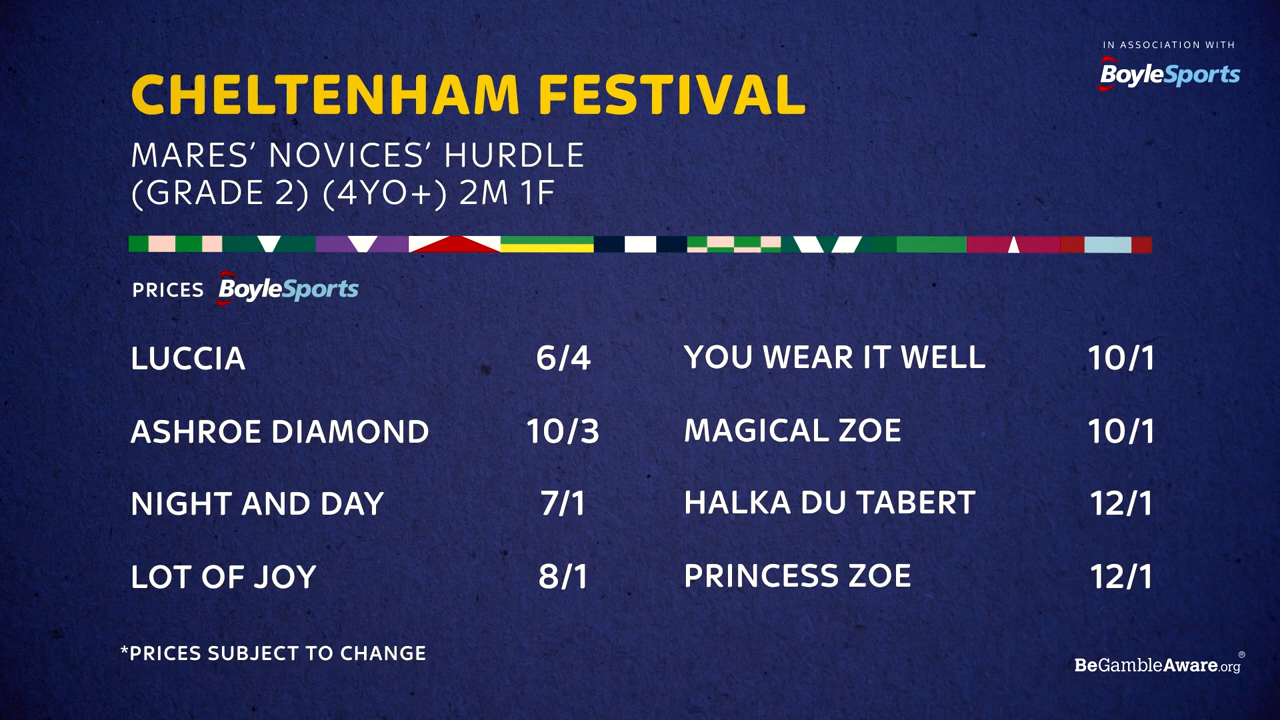 IN ASSOCIATION WITH
BoyleSports
CHELTENHAM FESTIVAL
MARES' NOVICES' HURDLE
(GRADE 2) (4YO+) 2M 1F
PRICES BoyleSports
LUCCIA 6/4
ASHROE DIAMOND 10/3
NIGHT AND DAY 7/1
LOT OF JOY 8/1
YOU WEAR IT WELL 10/1
MAGICAL ZOE 10/1
HALKA DU TABERT 12/1
PRINCESS ZOE 12/1
*PRICES SUBJECT TO CHANGE
BeGambleAware.org®